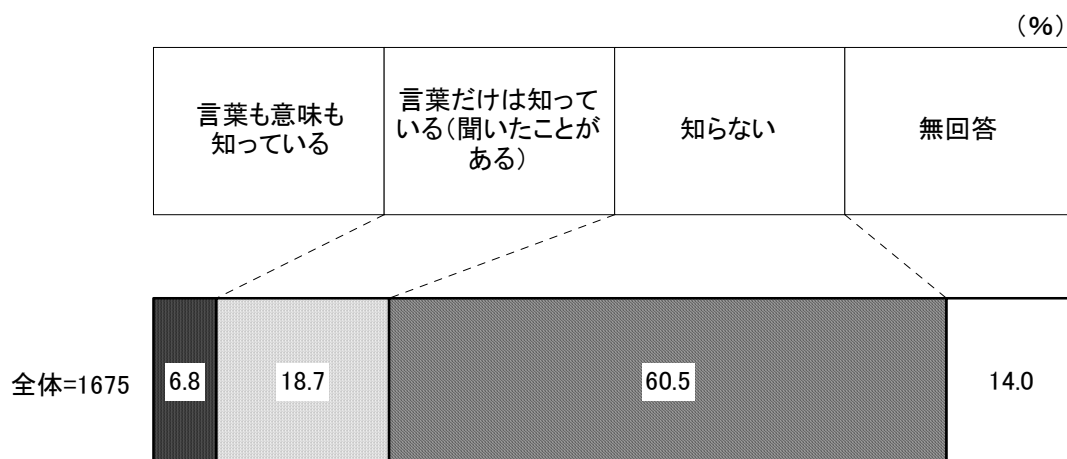 （％）
言葉も意味も
知っている
言葉だけは知って
いる（聞いたことが
ある）
知らない
無回答
全体=1675
6.8
18.7
60.5
14.0